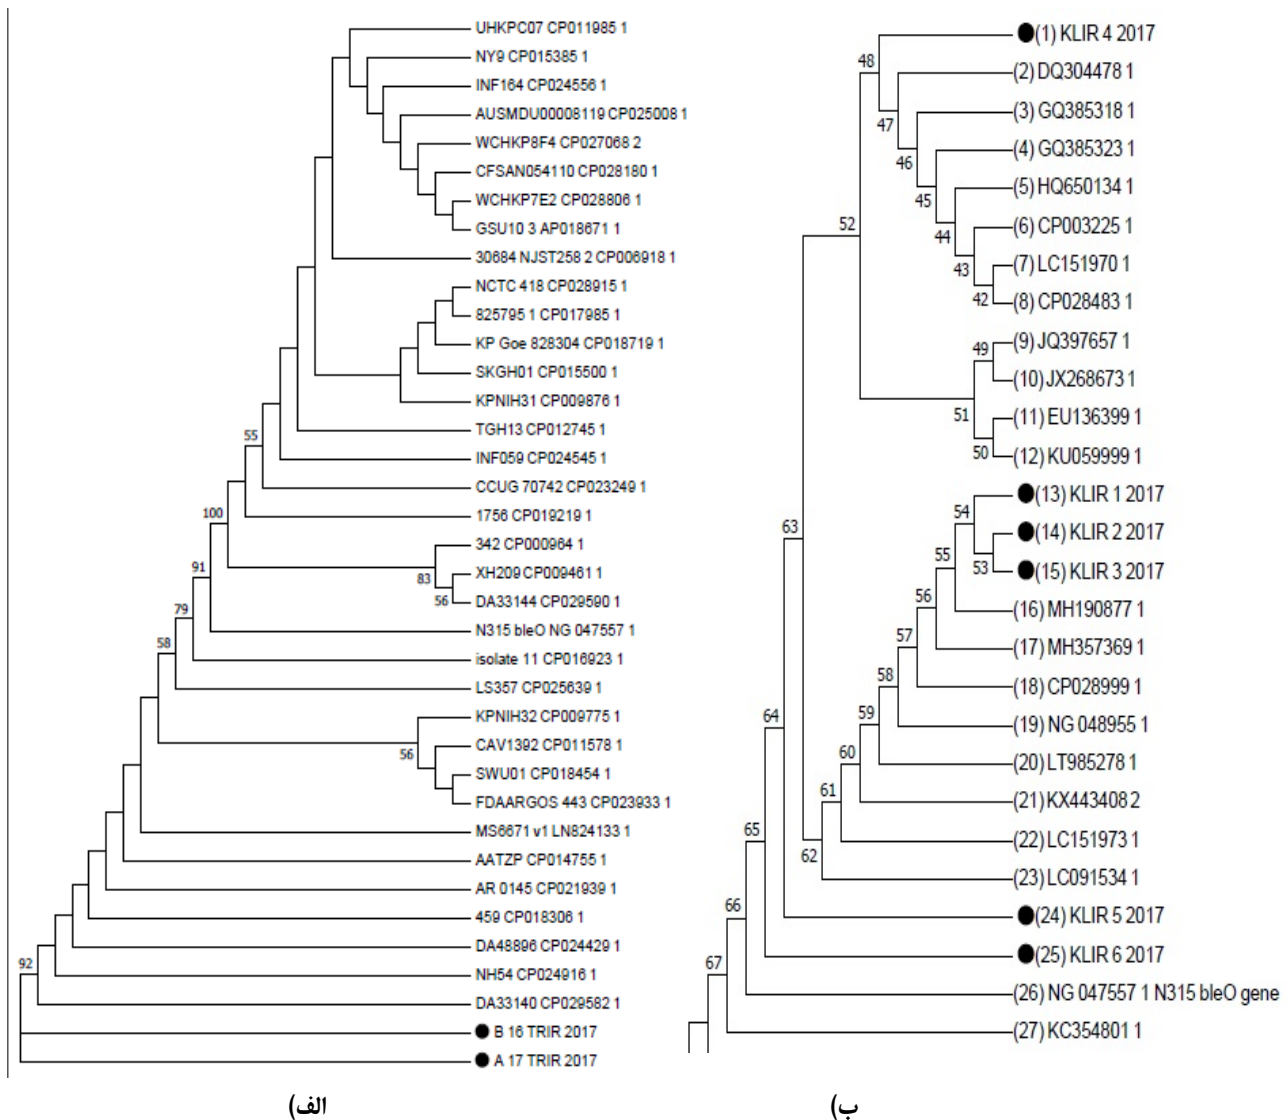 UHKPC07 CP011985 1
NY9 CP015385 1
INF164 CP024556 1
AUSMDU00008119 CP025008 1
WCHKP8F4 CP027068 2
CFSAN054110 CP028180 1
WCHKP7E2 CP028806 1
GSU10 3 AP018671 1
30684 NJST258 2 CP006918 1
NCTC 418 CP028915 1
825795 1 CP017985 1
KP Goe 828304 CP018719 1
SKGH01 CP015500 1
KPNIH31 CP009876 1
TGH13 CP012745 1
55
INF059 CP024545 1
CCUG 70742 CP023249 1
100
1756 CP019219 1
342 CP000964 1
91
83
XH209 CP009461 1
56
DA33144 CP029590 1
79
N315 bleO NG 047557 1
58
isolate 11 CP016923 1
LS357 CP025639 1
KPNIH32 CP009775 1
56
CAV1392 CP011578 1
SWU01 CP018454 1
FDAARGOS 443 CP023933 1
MS6671 v1 LN824133 1
AATZP CP014755 1
AR 0145 CP021939 1
459 CP018306 1
DA48896 CP024429 1
92
NH54 CP024916 1
DA33140 CP029582 1
B 16 TRIR 2017
A 17 TRIR 2017
الف)
(1) KLIR 4 2017
48
(2) DQ304478 1
47
(3) GQ385318 1
46
(4) GQ385323 1
45
(5) HQ650134 1
44
(6) CP003225 1
43
(7) LC151970 1
42
(8) CP028483 1
52
49
(9) JQ397657 1
(10) JX268673 1
51
(11) EU136399 1
50
(12) KU059999 1
(13) KLIR 1 2017
54
63
(14) KLIR 2 2017
53
(15) KLIR 3 2017
55
(16) MH190877 1
56
(17) MH357369 1
57
(18) CP028999 1
58
(19) NG 048955 1
59
64
(20) LT985278 1
60
(21) KX443408 2
61
(22) LC151973 1
62
65
(23) LC091534 1
66
(24) KLIR 5 2017
(25) KLIR 6 2017
67
(26) NG 047557 1 N315 bleO gene
(27) KC354801 1
ب)